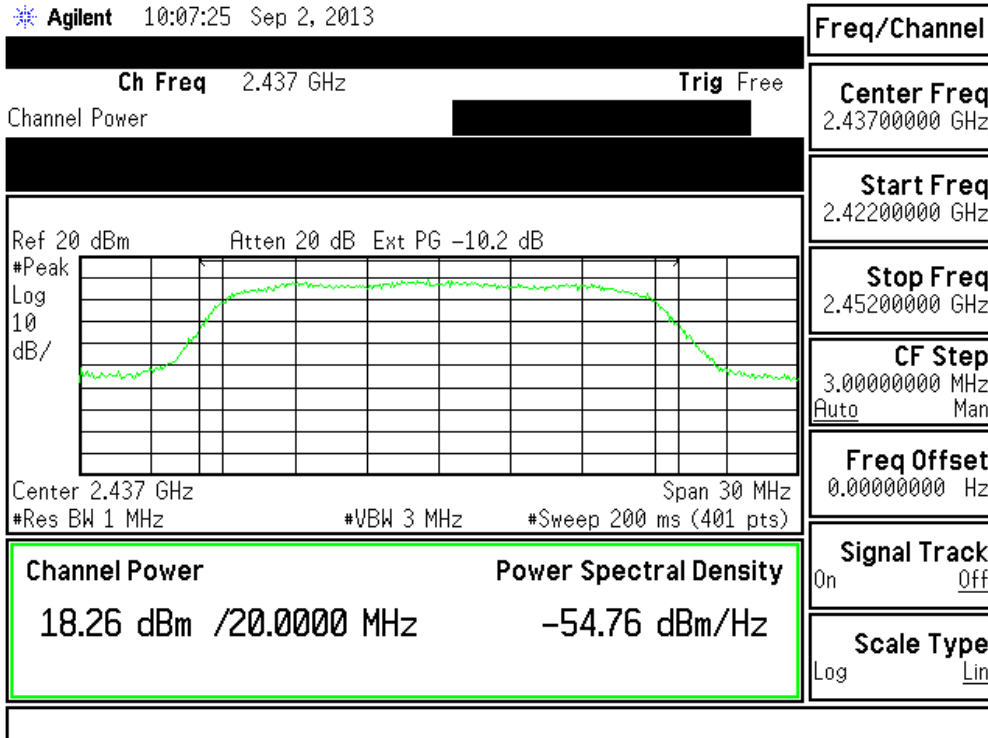 Agilent 10:07:25 Sep 2, 2013
Freq/Channel
Ch Freq 2.437 GHz Trig Free
Channel Power
Center Freq
2.43700000 GHz
Start Freq
2.42200000 GHz
Stop Freq
2.45200000 GHz
CF Step
3.00000000 MHz
Auto Man
Freq Offset
0.00000000 Hz
Signal Track
On Off
Scale Type
Log Lin
Ref 20 dBm Atten 20 dB Ext PG -10.2 dB
#Peak
Log
10
dB/
Center 2.437 GHz Span 30 MHz
#Res BW 1 MHz #VBW 3 MHz #Sweep 200 ms (401 pts)
Channel Power Power Spectral Density
18.26 dBm /20.0000 MHz -54.76 dBm/Hz